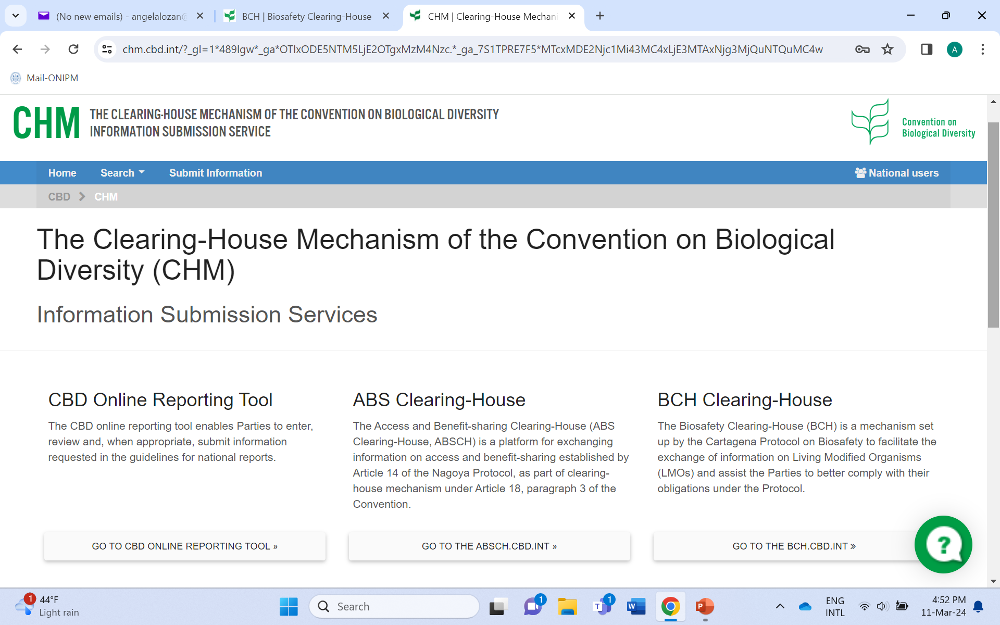 (No new emails) - angelalozan@
BCH | Biosafety Clearing-House
CHM | Clearing-House Mechani
chm.cbd.int/?_gl=1*489lgw*_ga*OTIxODE5NTM5LjE2OTgxMzM4Nzc.*_ga_7S1TPRE7F5*MTcxMDE2Njc1Mi43MC4xLjE3MTAxNjg3MjQuNTQuMC4w
A
Mail-ONIPM
CHM
THE CLEARING-HOUSE MECHANISM OF THE CONVENTION ON BIOLOGICAL DIVERSITY
INFORMATION SUBMISSION SERVICE
Convention on
Biological Diversity
Home
Search
Submit Information
National users
CBD
CHM
The Clearing-House Mechanism of the Convention on Biological
Diversity (CHM)
Information Submission Services
CBD Online Reporting Tool
The CBD online reporting tool enables Parties to enter,
review and, when appropriate, submit information
requested in the guidelines for national reports.
GO TO CBD ONLINE REPORTING TOOL »
ABS Clearing-House
The Access and Benefit-sharing Clearing-House (ABS
Clearing-House, ABSCH) is a platform for exchanging
information on access and benefit-sharing established by
Article 14 of the Nagoya Protocol, as part of clearing-
house mechanism under Article 18, paragraph 3 of the
Convention.
GO TO THE ABSCH.CBD.INT »
BCH Clearing-House
The Biosafety Clearing-House (BCH) is a mechanism set
up by the Cartagena Protocol on Biosafety to facilitate the
exchange of information on Living Modified Organisms
(LMOs) and assist the Parties to better comply with their
obligations under the Protocol.
GO TO THE BCH.CBD.INT »
?
1
44°F
Light rain
Search
1
T
1
W
P
ENG
INTL
4:52 PM
11-Mar-24